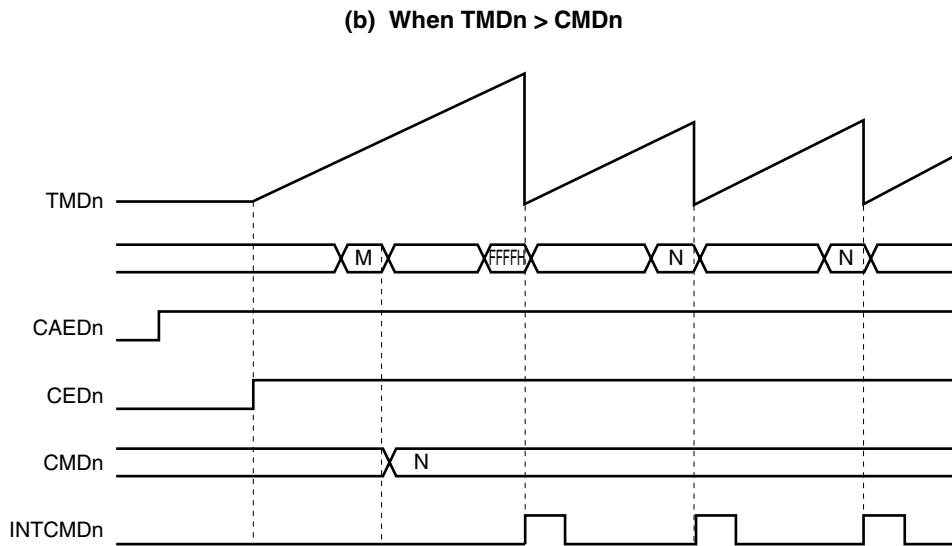 (b) When TMDn > CMDn
TMDn
M FFFFH N N
CAEDn
CEDn
CMDn N
INTCMDn